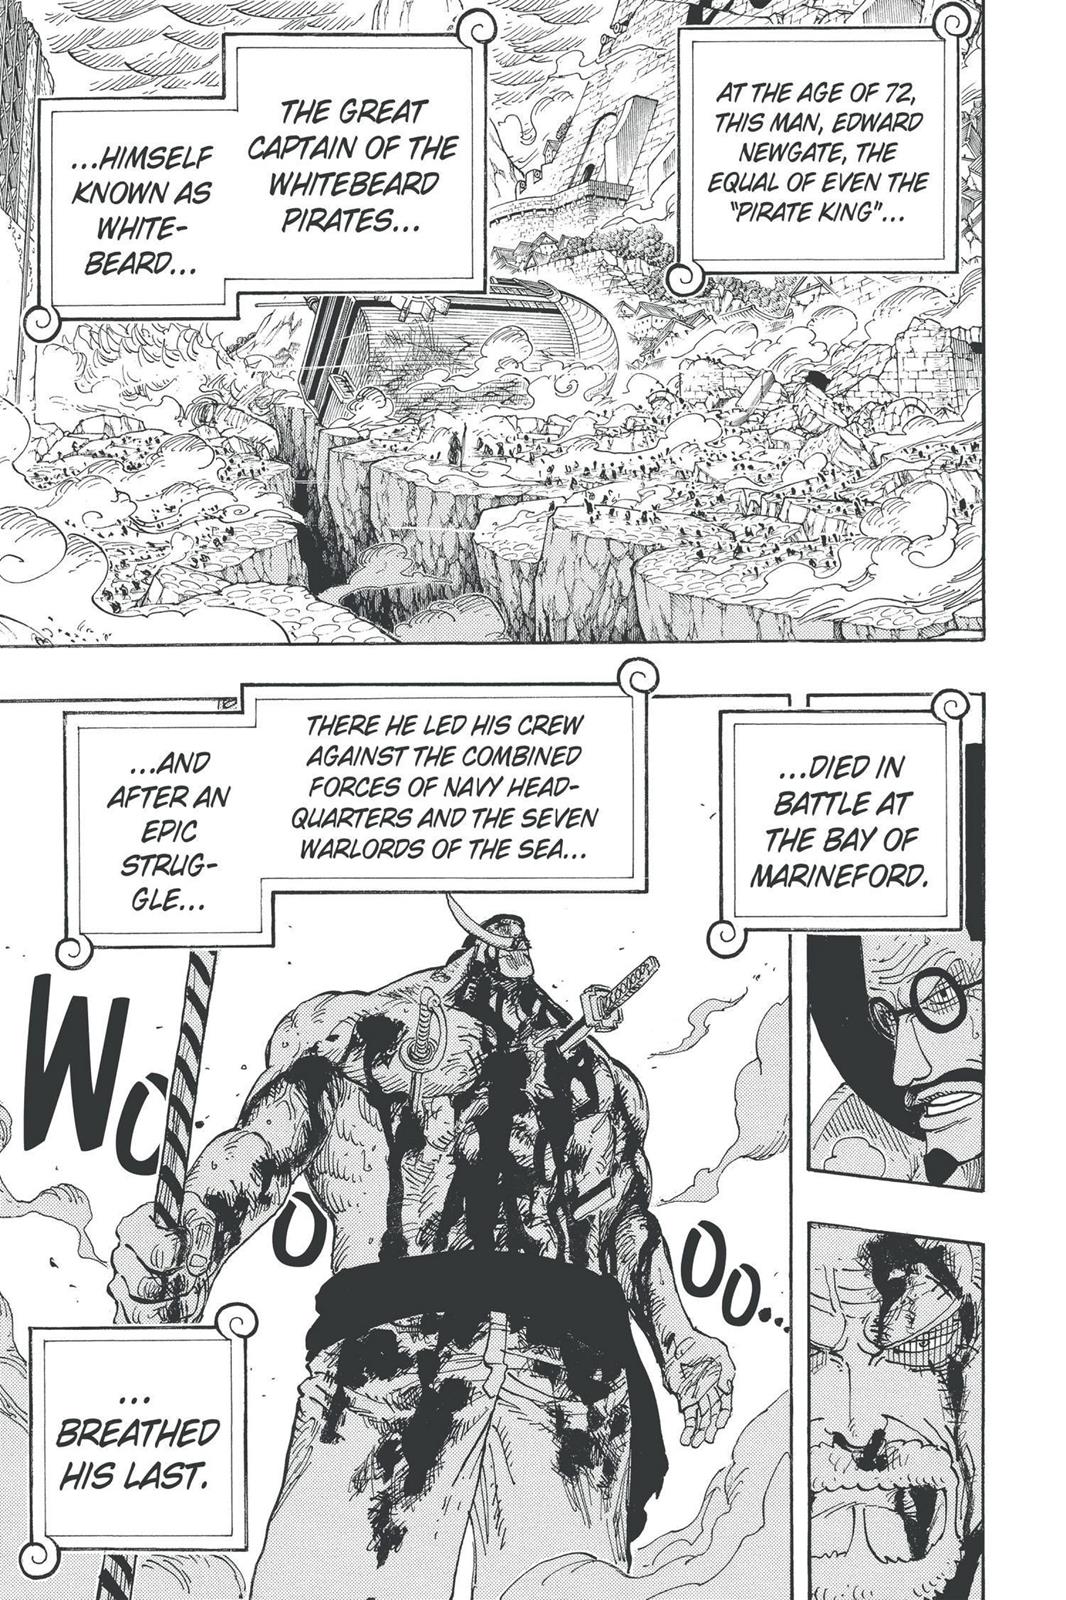 AT THE AGE OF 72,
THIS MAN, EDWARD
NEWGATE, THE
EQUAL OF EVEN THE
"PIRATE KING"...
THE GREAT
CAPTAIN OF THE
WHITEBEARD
PIRATES...
...HIMSELF
KNOWN AS
WHITE-
BEARD...
...DIED IN
BATTLE AT
THE BAY OF
MARINEFORD.
THERE HE LED HIS CREW
AGAINST THE COMBINED
FORCES OF NAVY HEAD-
QUARTERS AND THE SEVEN
WARLORDS OF THE SEA...
...AND
AFTER AN
EPIC
STRUG-
GLE...
WO O OO...
...
BREATHED
HIS LAST.